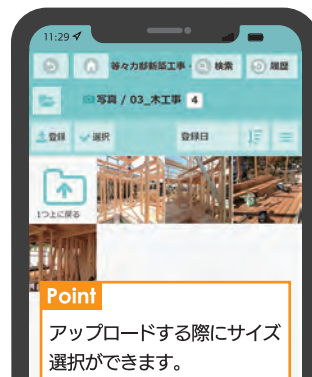 11:29
等々力邸新築工事 - 検索 履歴
写真 / 03_木工事 4
登録 選択 登録日
1つ上に戻る
Point
アップロードする際にサイズ
選択ができます。